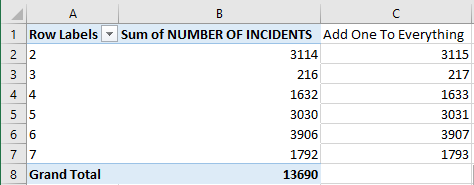 A B C
1 Row Labels Sum of NUMBER OF INCIDENTS Add One To Everything
2 2 3114 3115
3 3 216 217
4 4 1632 1633
5 5 3030 3031
6 6 3906 3907
7 7 1792 1793
8 Grand Total 13690